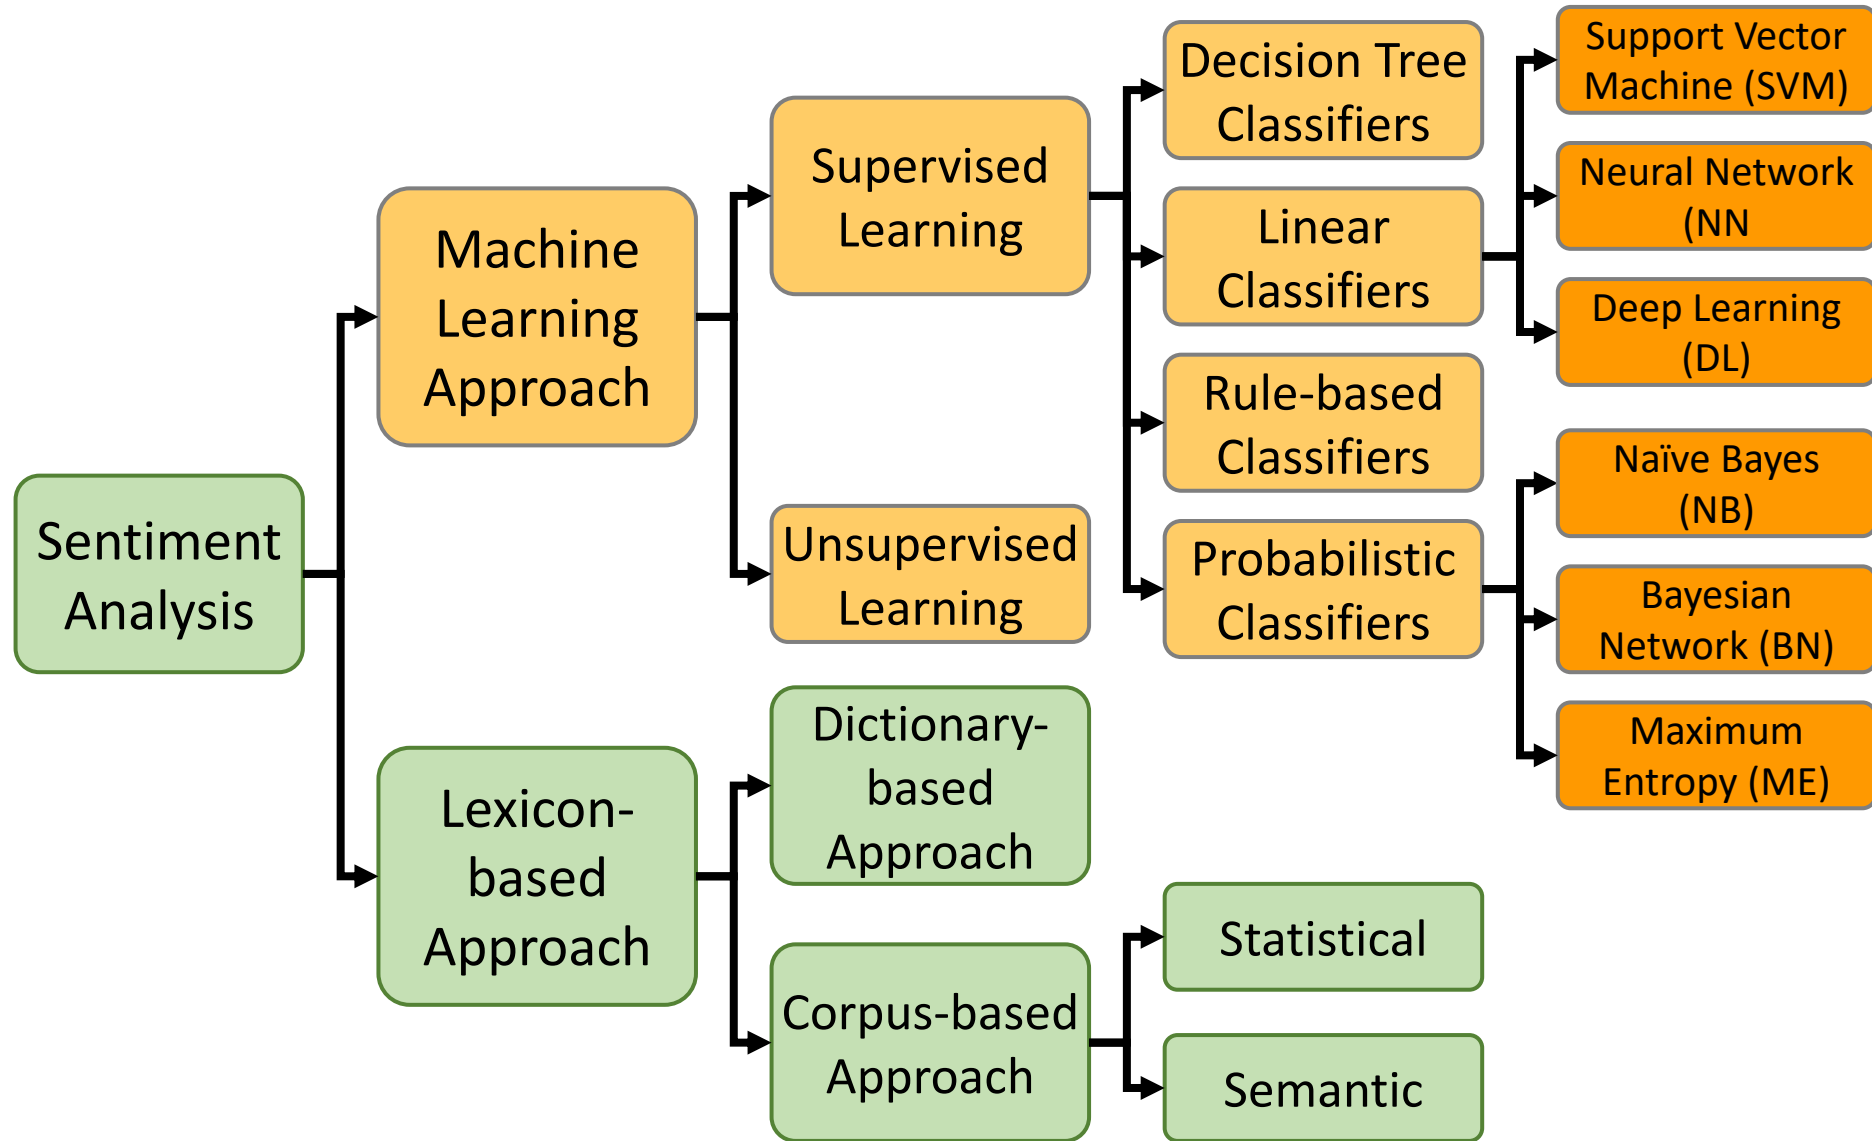 Sentiment
Analysis
Machine
Learning
Approach
Lexicon-
based
Approach
Supervised
Learning
Unsupervised
Learning
Dictionary-
based
Approach
Corpus-based
Approach
Decision Tree
Classifiers
Linear
Classifiers
Rule-based
Classifiers
Probabilistic
Classifiers
Statistical
Semantic
Support Vector
Machine (SVM)
Neural Network
(NN
Deep Learning
(DL)
Naïve Bayes
(NB)
Bayesian
Network (BN)
Maximum
Entropy (ME)